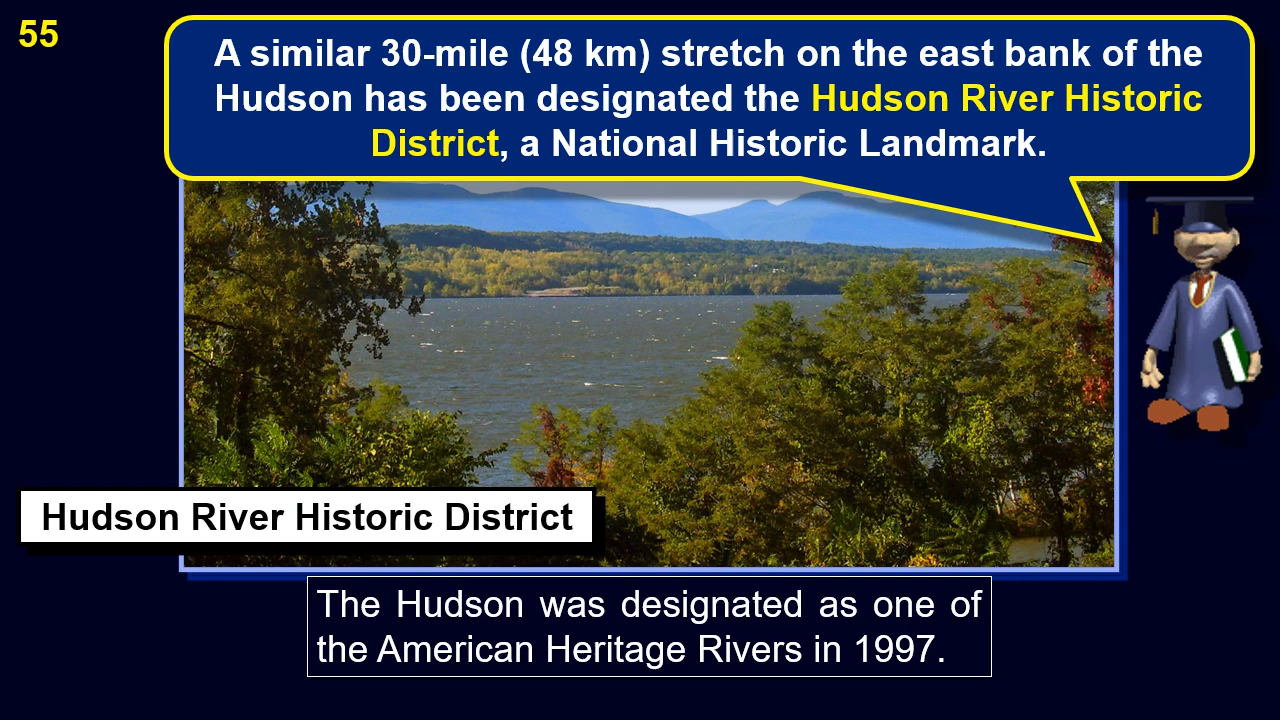 55
A similar 30-mile (48 km) stretch on the east bank of the
Hudson has been designated the Hudson River Historic
District, a National Historic Landmark.
Hudson River Historic District
The Hudson was designated as one of
the American Heritage Rivers in 1997.